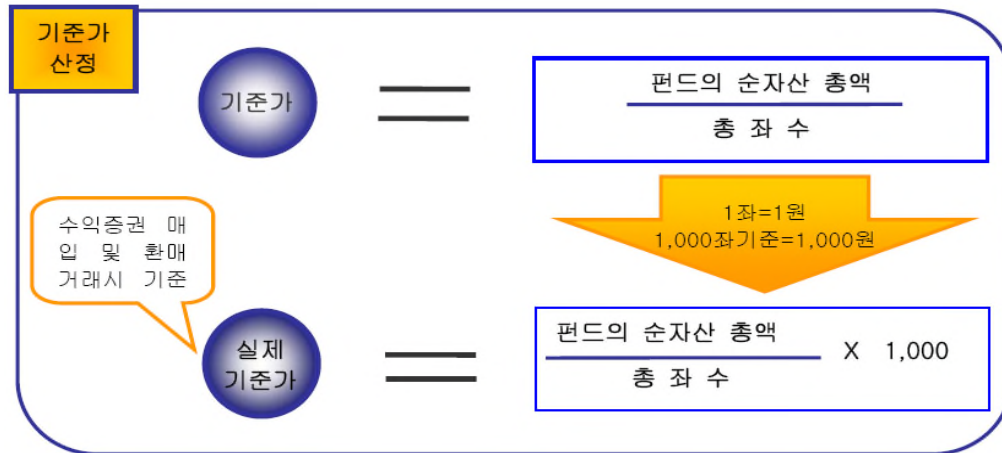 기준가
산정
기준가
펀드의 순자산 총액
총 좌 수
1좌=1원
1,000좌기준=1,000원
수익증권 매
입 및 환매
거래시 기준
실제
기준가
펀드의 순자산 총액
X 1,000
총 좌 수